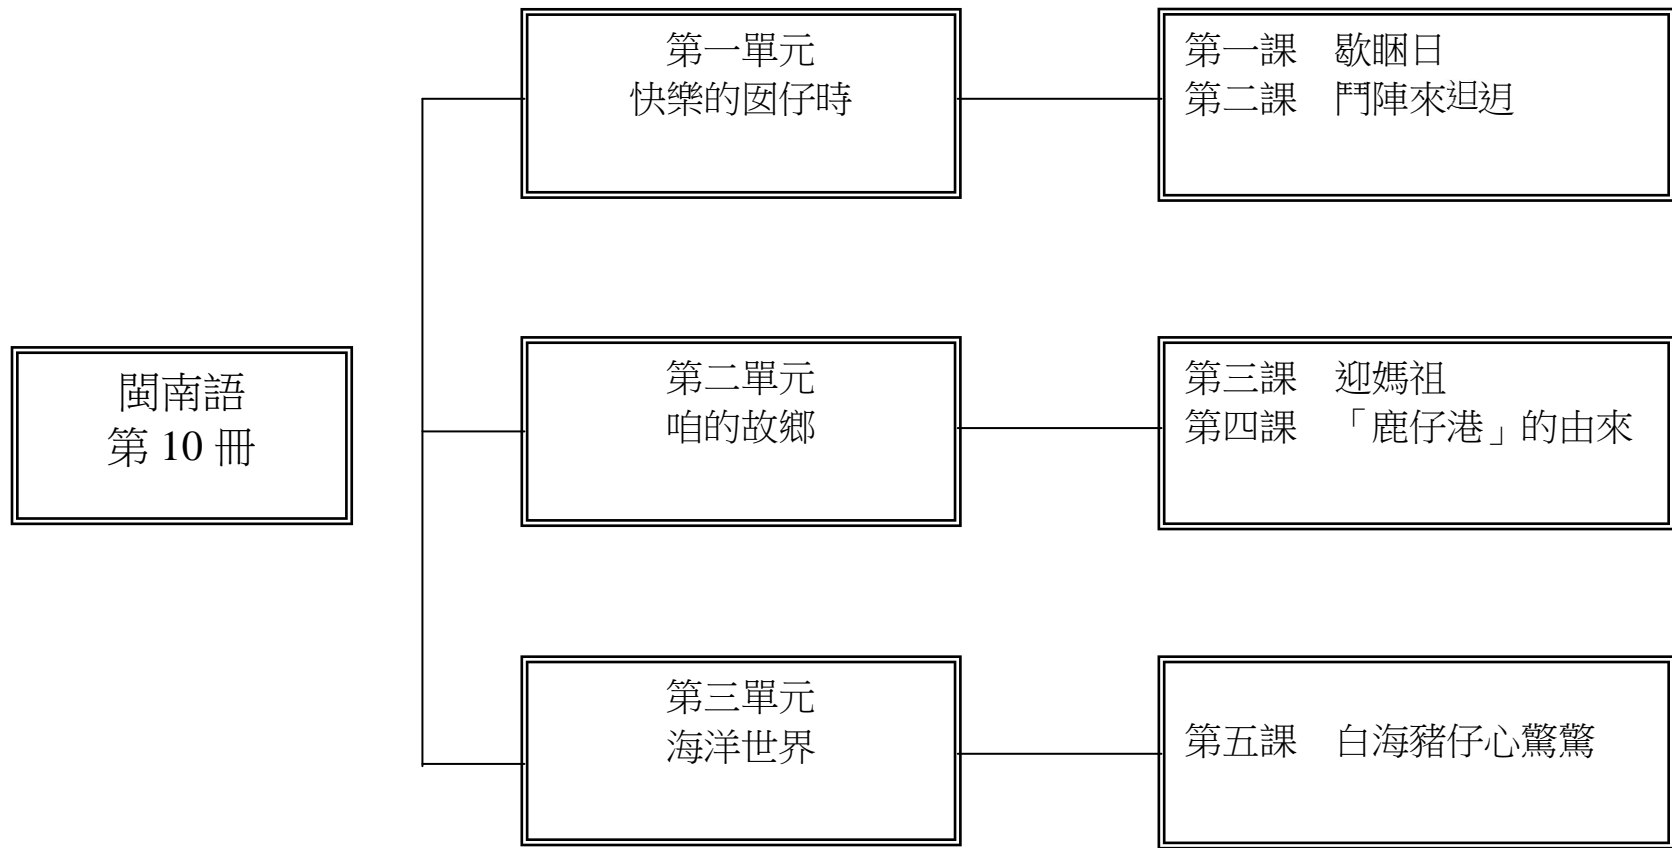 閩南語
第 10 冊
第一單元
快樂的囡仔時
第一課　歇睏日
第二課　鬥陣來迌迌
第二單元
咱的故鄉
第三課　迎媽祖
第四課　「鹿仔港」的由來
第三單元
海洋世界
第五課　白海豬仔心驚驚